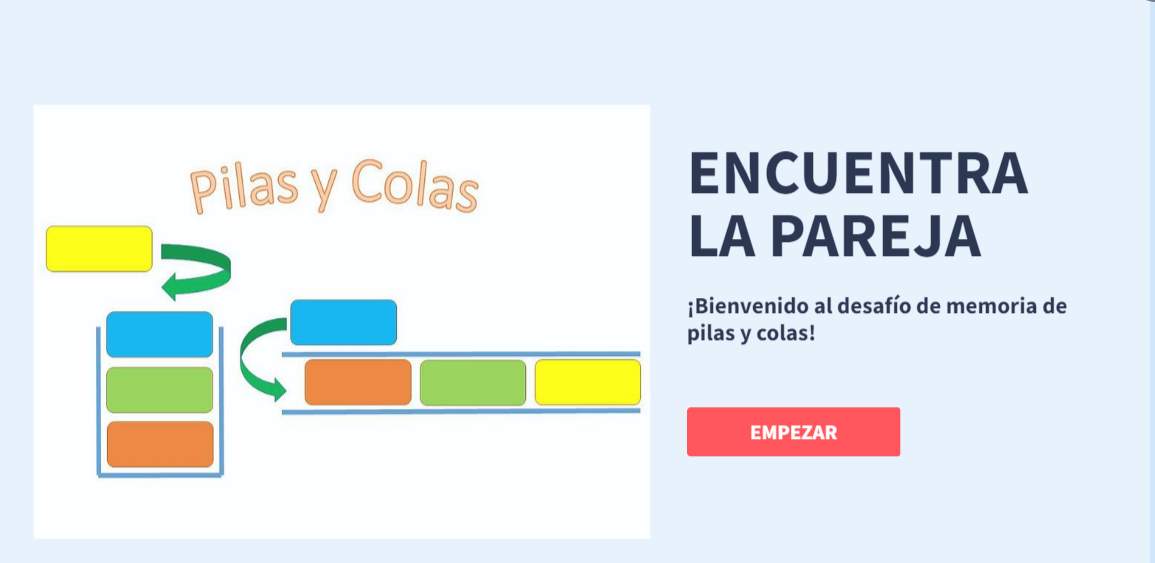 Pilas y Colas
ENCUENTRA
LA PAREJA
¡Bienvenido al desafío de memoria de
pilas y colas!
EMPEZAR